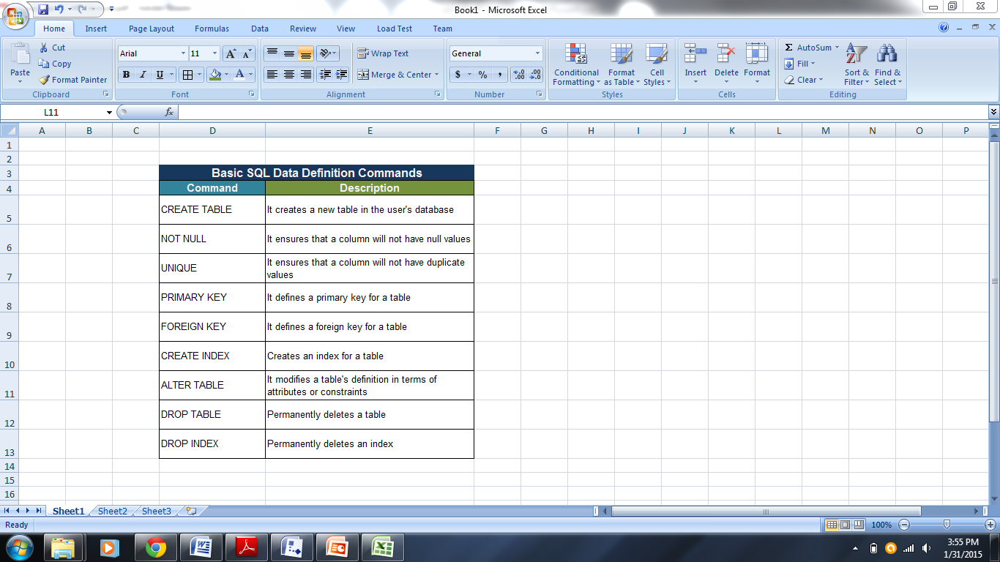 Book1 - Microsoft Excel
Home Insert Page Layout Formulas Data Review View Load Test Team
Paste
Cut
Copy
Format Painter
Clipboard
Arial 11
B I U
A
Font
Wrap Text
Merge & Center
Alignment
General
$ % ,
Number
Conditional
Formatting
Format
as Table
Cell
Styles
Styles
Insert Delete Format
Cells
Σ AutoSum
Fill
Clear
Sort &
Filter
Find &
Select
Editing
L11 fx
A B C D E F G H I J K L M N O P
1
2
3 Basic SQL Data Definition Commands
4 Command Description
5 CREATE TABLE It creates a new table in the user's database
6 NOT NULL It ensures that a column will not have null values
7 UNIQUE It ensures that a column will not have duplicate
values
8 PRIMARY KEY It defines a primary key for a table
9 FOREIGN KEY It defines a foreign key for a table
10 CREATE INDEX Creates an index for a table
11 ALTER TABLE It modifies a table's definition in terms of
attributes or constraints
12 DROP TABLE Permanently deletes a table
13 DROP INDEX Permanently deletes an index
14
15
16
Sheet1 Sheet2 Sheet3
Ready 100%
3:55 PM
1/31/2015